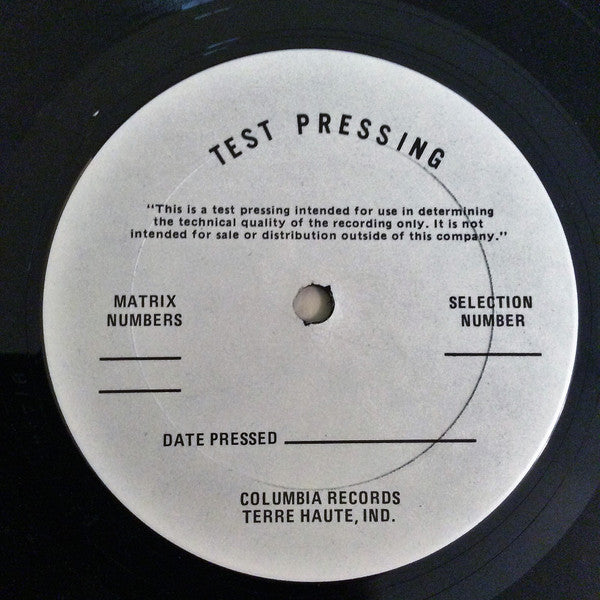 TEST PRESSING
"This is a test pressing intended for use in determining
the technical quality of the recording only. It is not
intended for sale or distribution outside of this company."
MATRIX
NUMBERS
SELECTION
NUMBER
DATE PRESSED
COLUMBIA RECORDS
TERRE HAUTE, IND.